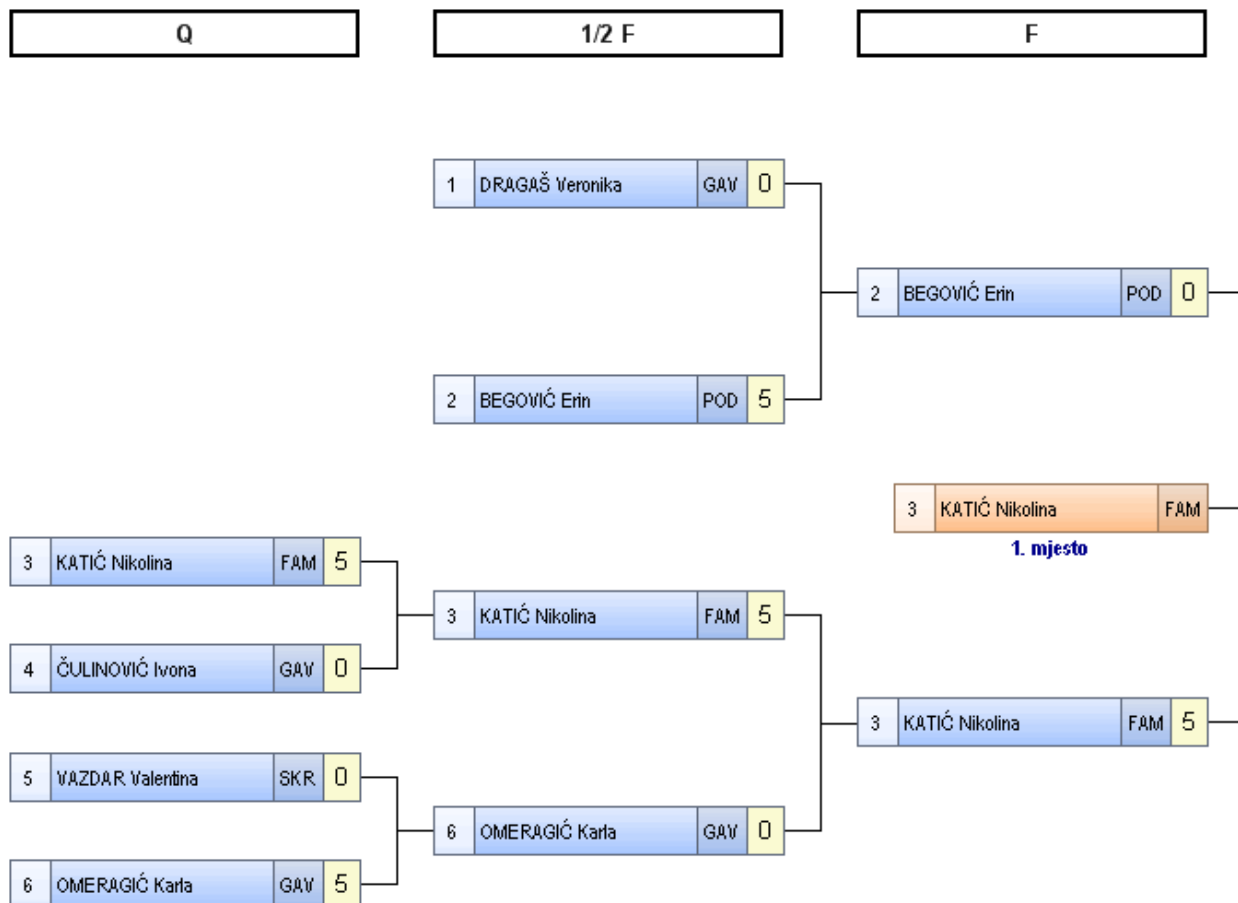 Q 1/2 F F
1 DRAGAŠ Veronika GAV 0
2 BEGOVIĆ Erin POD 0
2 BEGOVIĆ Erin POD 5
3 KATIĆ Nikolina FAM
1. mjesto
3 KATIĆ Nikolina FAM 5
3 KATIĆ Nikolina FAM 5
4 ČULINOVIĆ Ivona GAV 0
3 KATIĆ Nikolina FAM 5
5 VAZDAR Valentina SKR 0
6 OMERAGIĆ Karla GAV 0
6 OMERAGIĆ Karla GAV 5